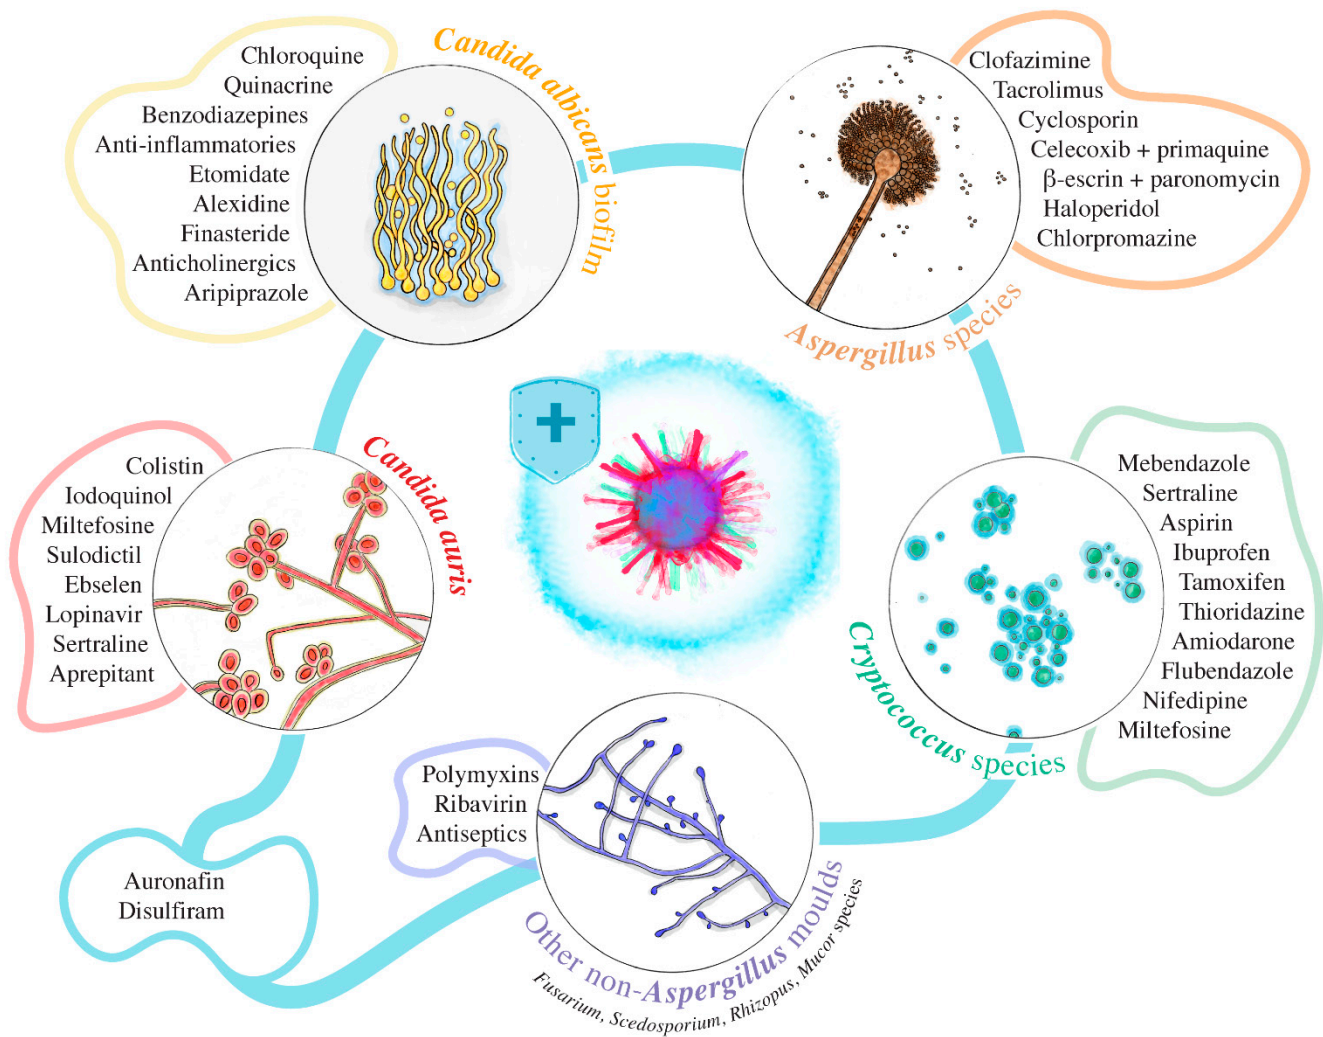 Chloroquine
Quinacrine
Benzodiazepines
Anti-inflammatories
Etomidate
Alexidine
Finasteride
Anticholinergics
Aripiprazole
Candida albicans biofilm
Clofazimine
Tacrolimus
Cyclosporin
Celecoxib + primaquine
β-escrin + paronomycin
Haloperidol
Chlorpromazine
Aspergillus species
Colistin
Iodoquinol
Miltefosine
Sulodictil
Ebselen
Lopinavir
Sertraline
Aprepitant
Candida auris
Mebendazole
Sertraline
Aspirin
Ibuprofen
Tamoxifen
Thioridazine
Amiodarone
Flubendazole
Nifedipine
Miltefosine
Cryptococcus species
Polymyxins
Ribavirin
Antiseptics
Other non-Aspergillus moulds
Fusarium, Scedosporium, Rhizopus, Mucor species
Auronafin
Disulfiram